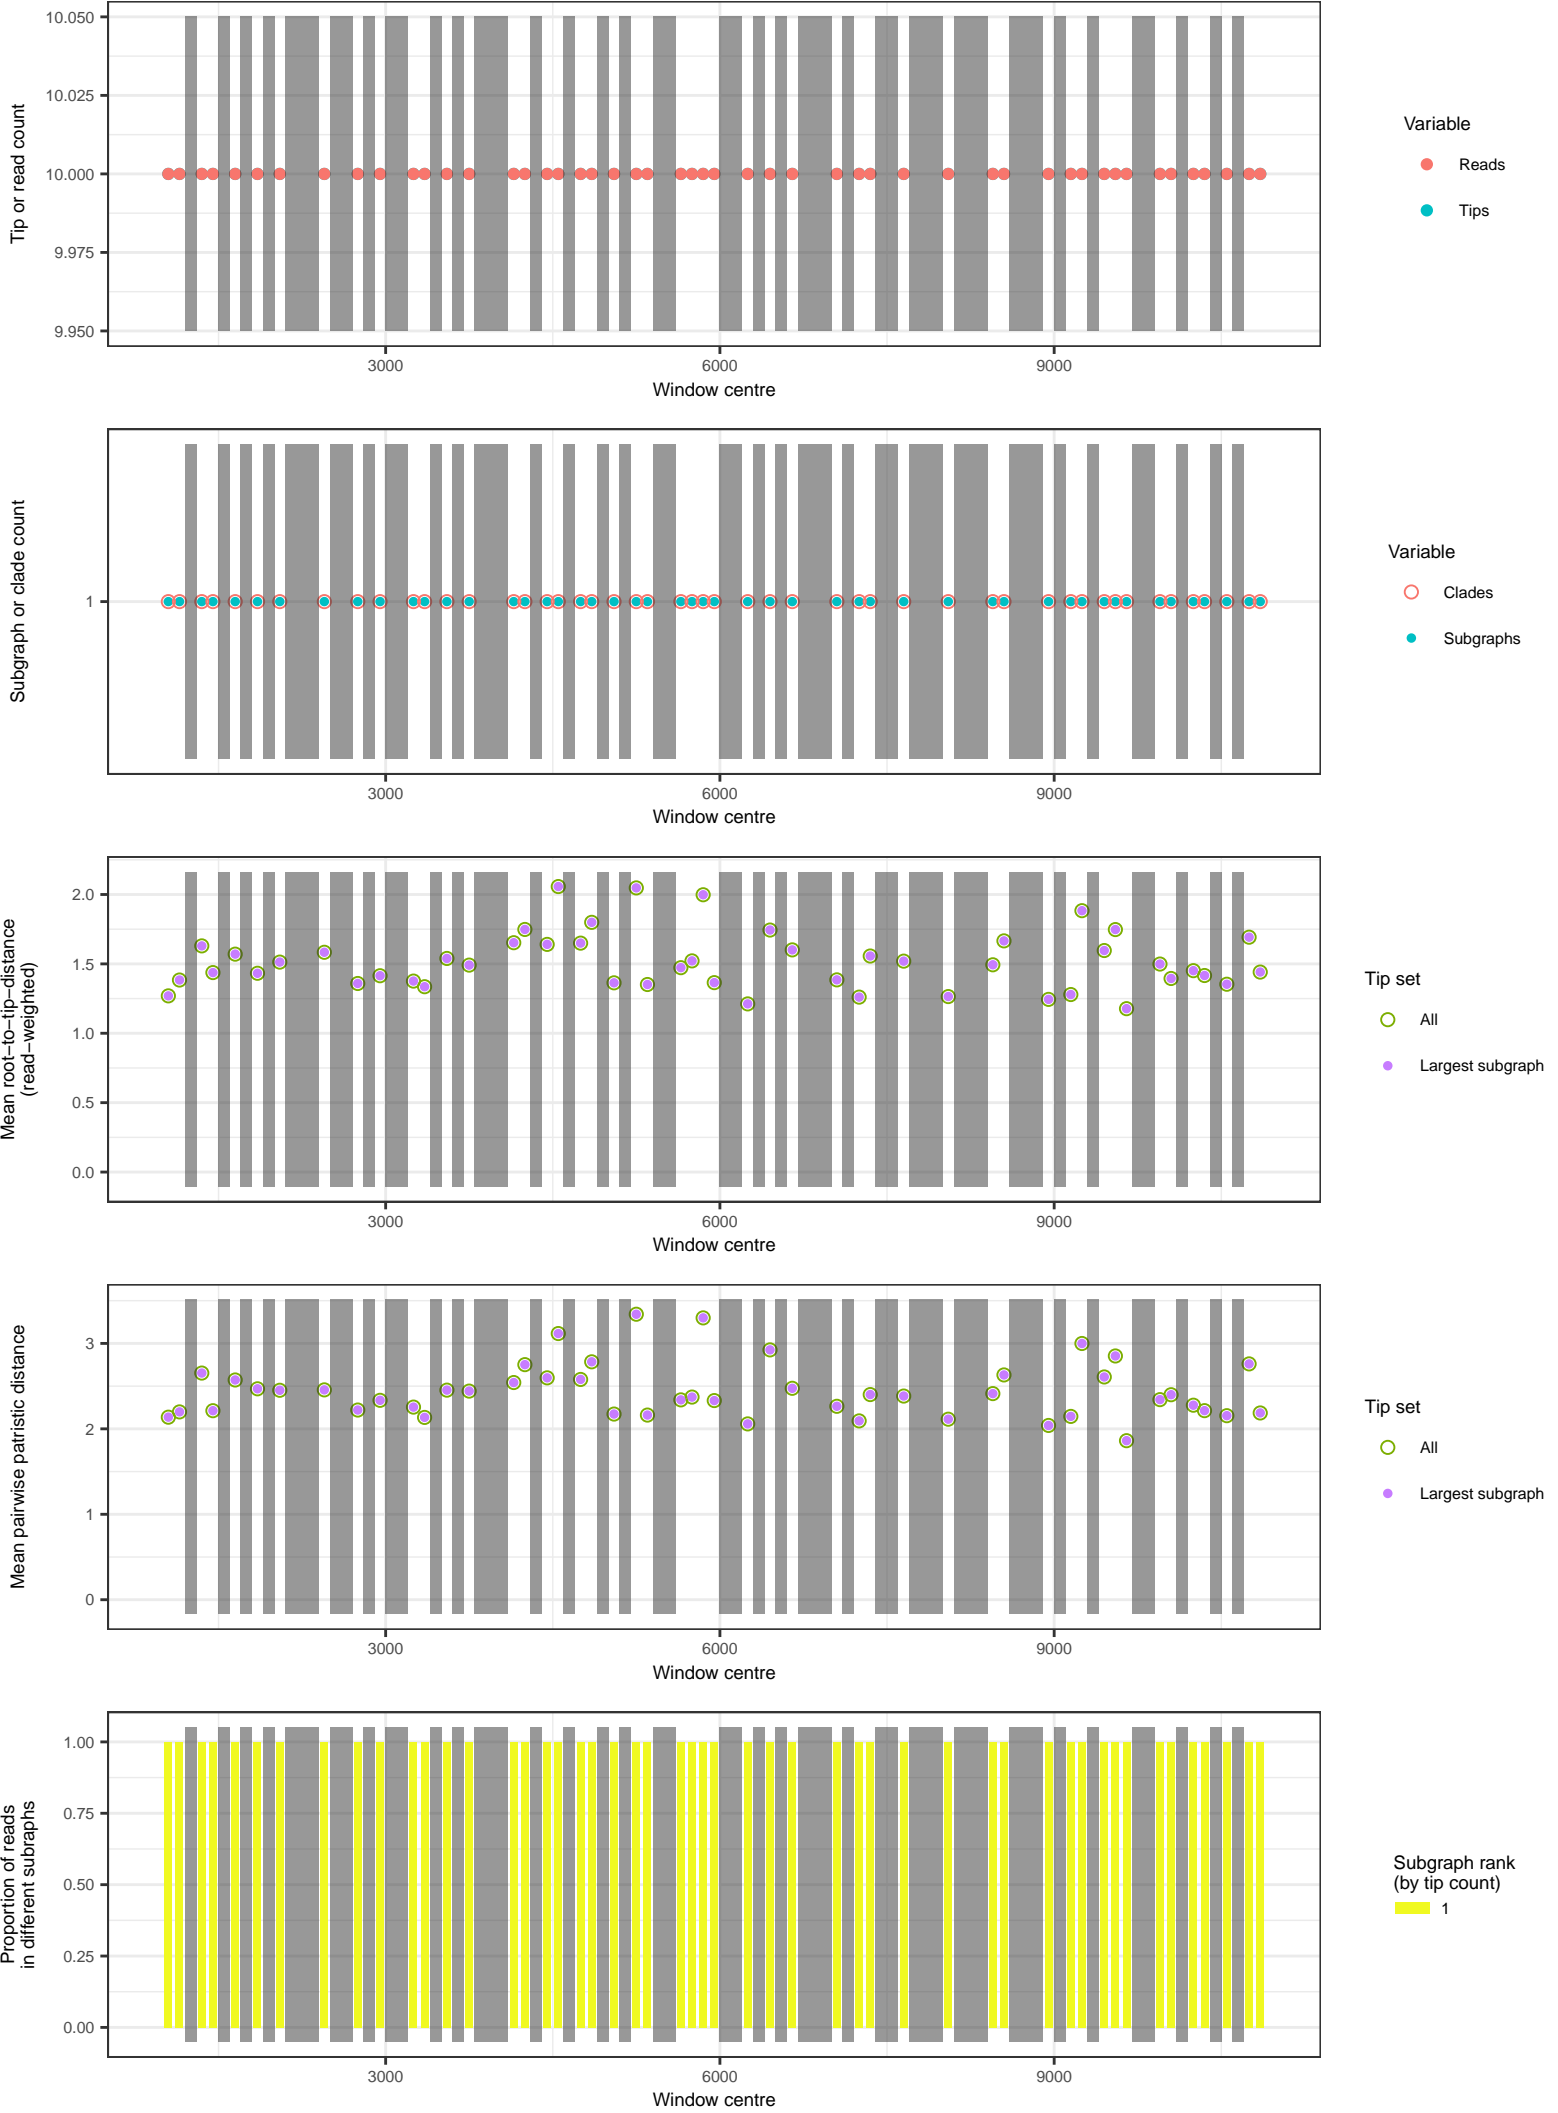 10.050
10.025
10.000
9.975
9.950
Tip or read count
3000
6000
9000
Window centre
Variable
Reads
Tips
Subgraph or clade count
1
3000
6000
9000
Window centre
Variable
Clades
Subgraphs
Mean root−to−tip−distance
(read−weighted)
2.0
1.5
1.0
0.5
0.0
3000
6000
9000
Window centre
Tip set
All
Largest subgraph
Mean pairwise patristic distance
3
2
1
0
3000
6000
9000
Window centre
Tip set
All
Largest subgraph
Proportion of reads
in different subraphs
1.00
0.75
0.50
0.25
0.00
3000
6000
9000
Window centre
Subgraph rank
(by tip count)
1